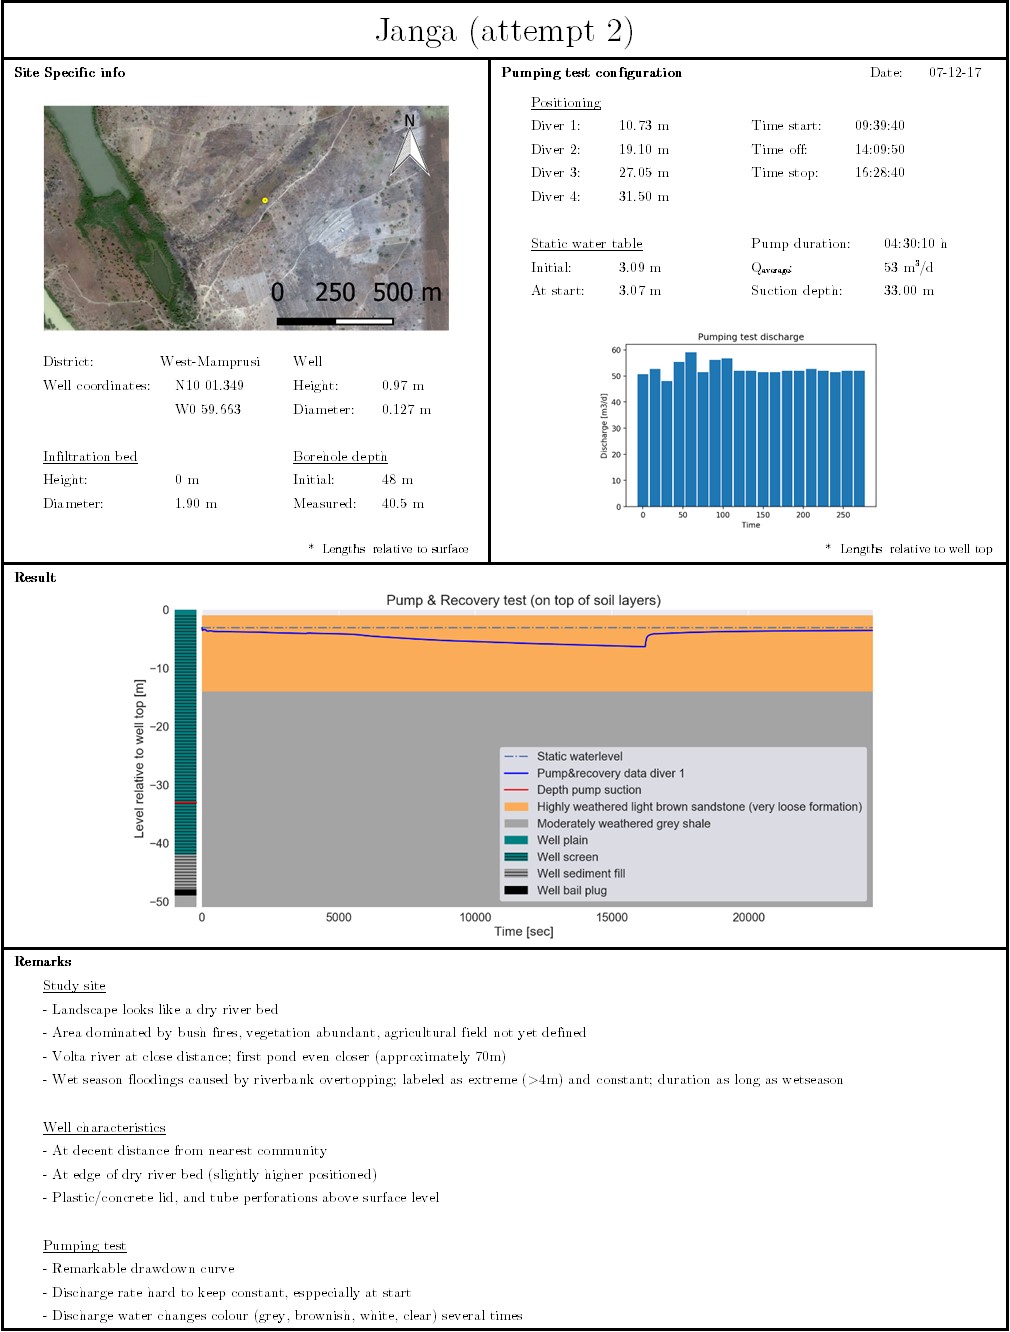 Janga (attempt 2)
Site Specific info
N
0 250 500 m
District: West-Mamprusi Well
Well coordinates: N10 01.349 Height: 0.97 m
W0 59.663 Diameter: 0.127 m
Infiltration bed Borehole depth
Height: 0 m Initial: 48 m
Diameter: 1.90 m Measured: 40.5 m
* Lengths relative to surface
Pumping test configuration Date: 07-12-17
Positioning
Diver 1: 10.73 m Time start: 09:39:40
Diver 2: 19.10 m Time off: 14:09:50
Diver 3: 27.05 m Time stop: 16:28:40
Diver 4: 31.50 m
Static water table Pump duration: 04:30:10 h
Initial: 3.09 m Qaverage: 53 m³/d
At start: 3.07 m Suction depth: 33.00 m
Pumping test discharge
60
50
40
30
20
10
0
Discharge [m3/d]
0 50 100 150 200 250
Time
* Lengths relative to well top
Result
Pump & Recovery test (on top of soil layers)
0
−10
−20
−30
−40
−50
Level relative to well top [m]
Static waterlevel
Pump&recovery data diver 1
Depth pump suction
Highly weathered light brown sandstone (very loose formation)
Moderately weathered grey shale
Well plain
Well screen
Well sediment fill
Well bail plug
0 5000 10000 15000 20000
Time [sec]
Remarks
Study site
- Landscape looks like a dry river bed
- Area dominated by bush fires, vegetation abundant, agricultural field not yet defined
- Volta river at close distance; first pond even closer (approximately 70m)
- Wet season floodings caused by riverbank overtopping; labeled as extreme (>4m) and constant; duration as long as wetseason
Well characteristics
- At decent distance from nearest community
- At edge of dry river bed (slightly higher positioned)
- Plastic/concrete lid, and tube perforations above surface level
Pumping test
- Remarkable drawdown curve
- Discharge rate hard to keep constant, esppecially at start
- Discharge water changes colour (grey, brownish, white, clear) several times